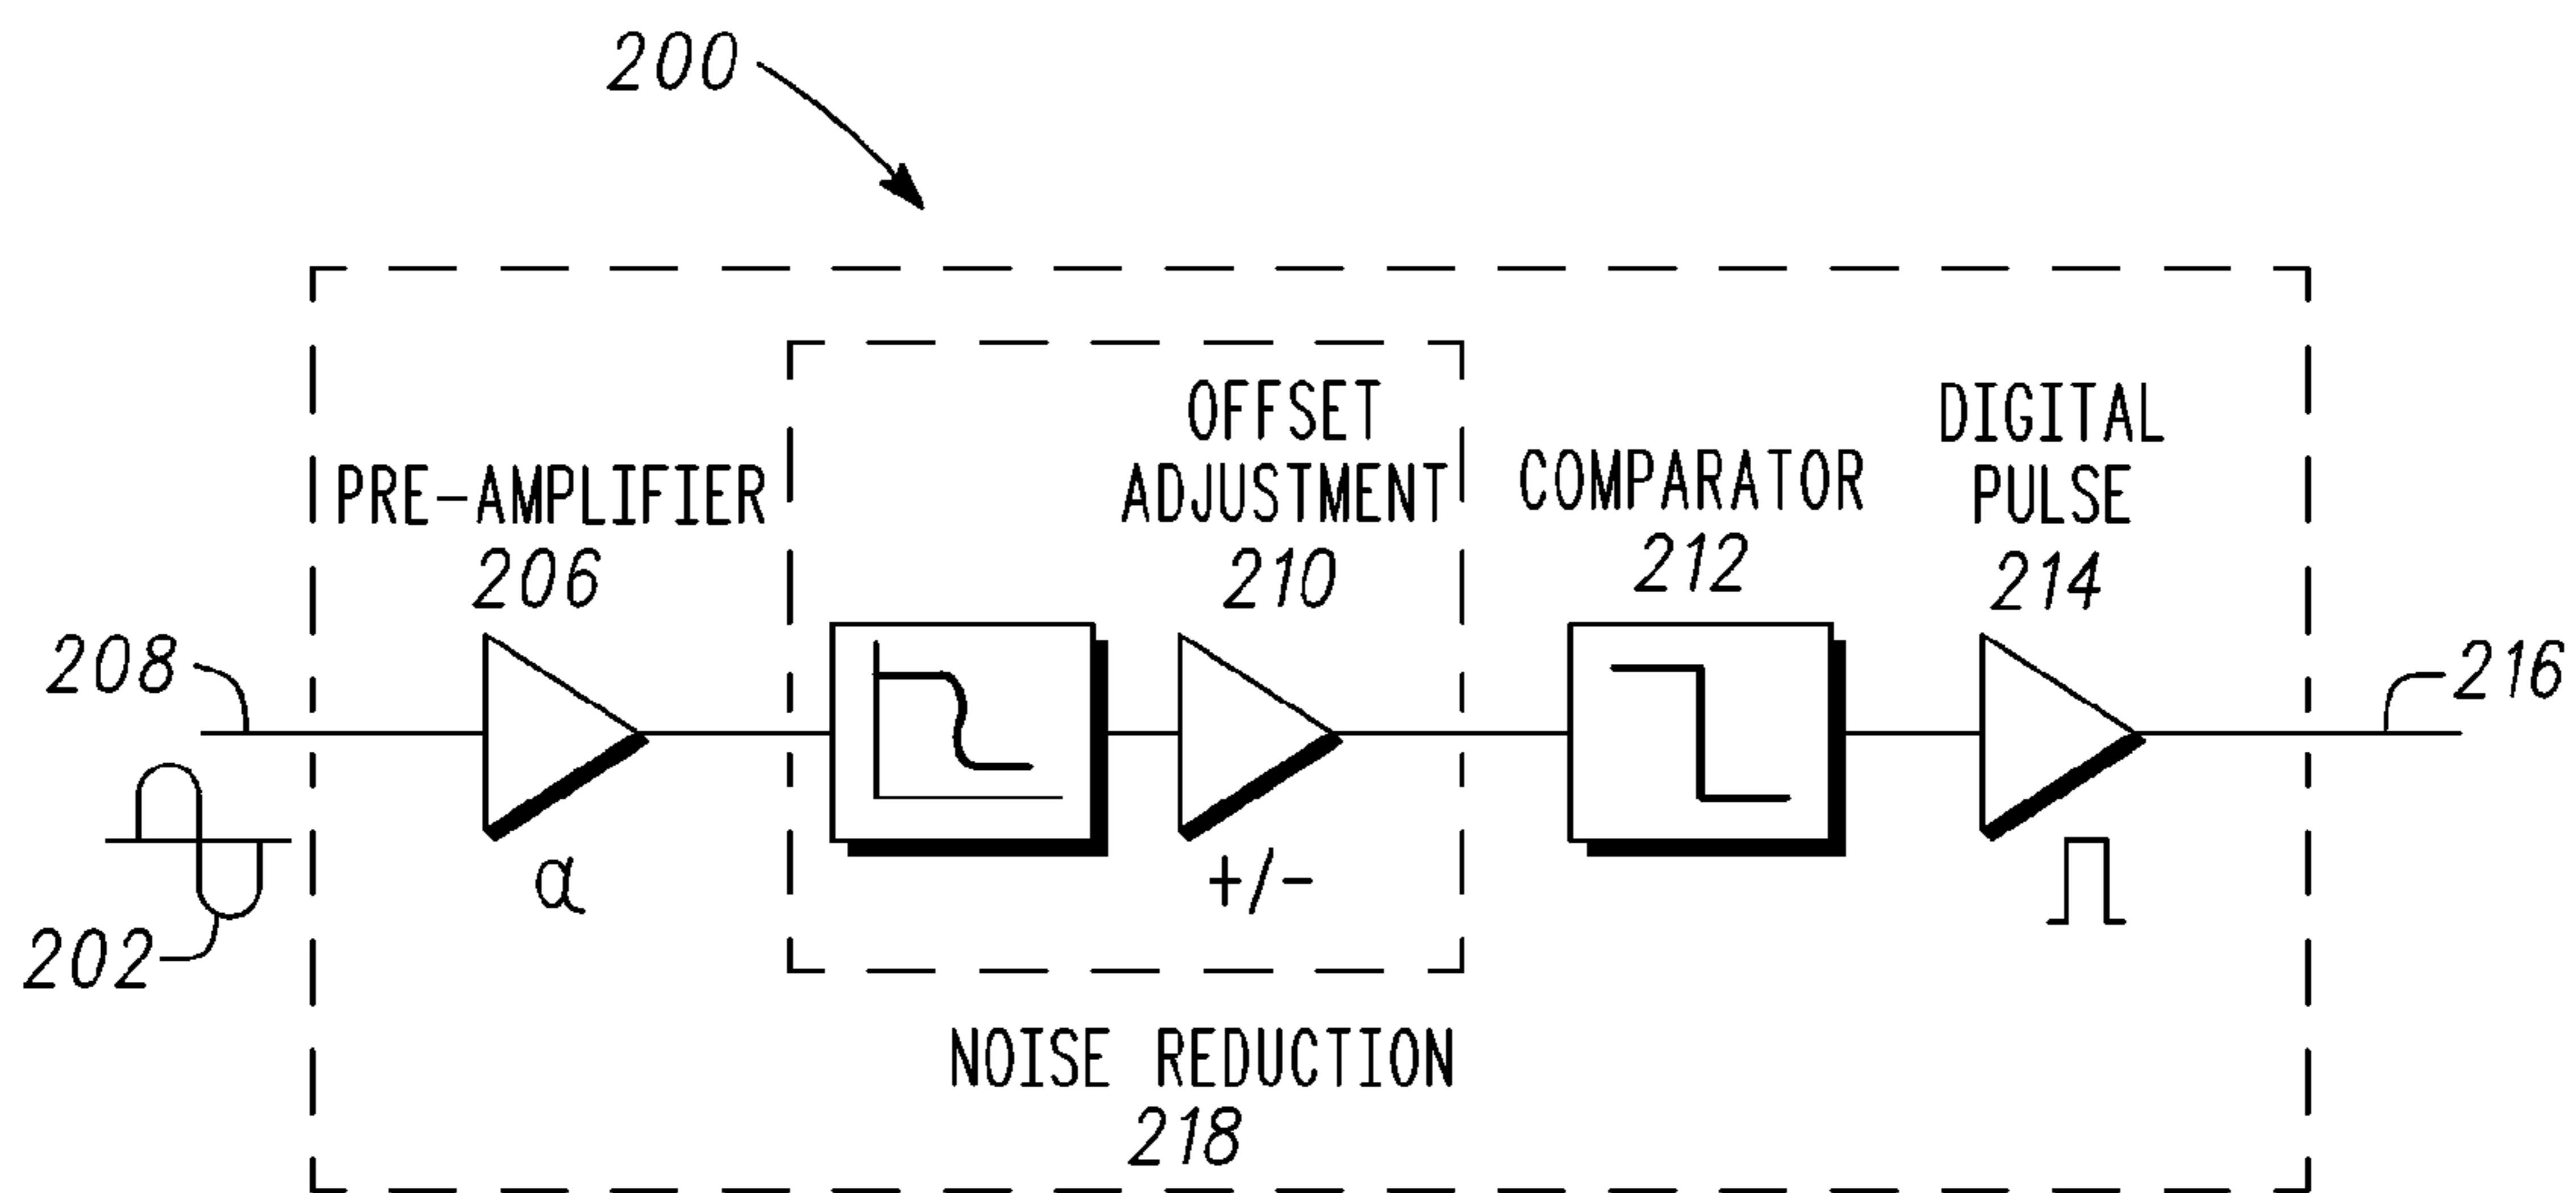 200
OFFSET
ADJUSTMENT
210
DIGITAL
PULSE
214
PRE-AMPLIFIER
206
COMPARATOR
212
208
216
202
α
+/-
NOISE REDUCTION
218